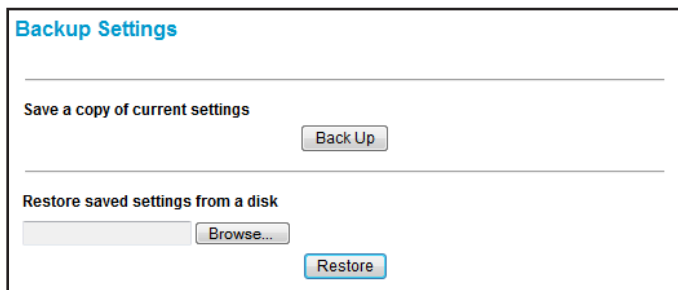 Backup Settings
Save a copy of current settings
Back Up
Restore saved settings from a disk
Browse...
Restore